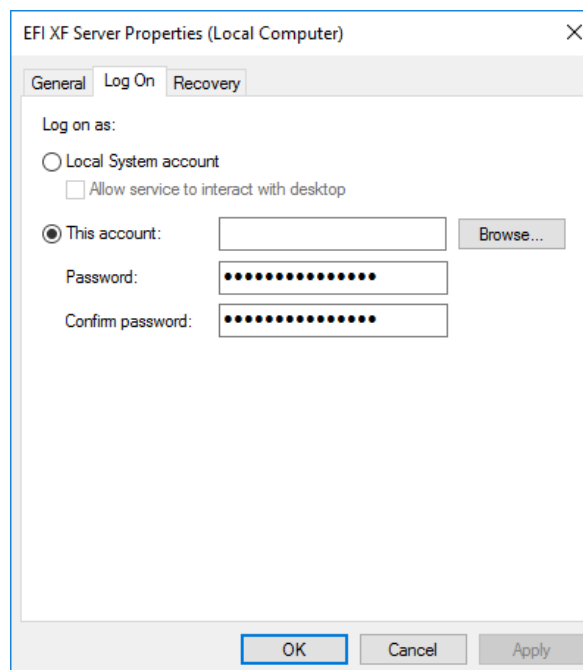 EFI XF Server Properties (Local Computer)
General Log On Recovery
Log on as:
Local System account
Allow service to interact with desktop
This account: Browse...
Password: •••••••••••••••
Confirm password: •••••••••••••••
OK Cancel Apply